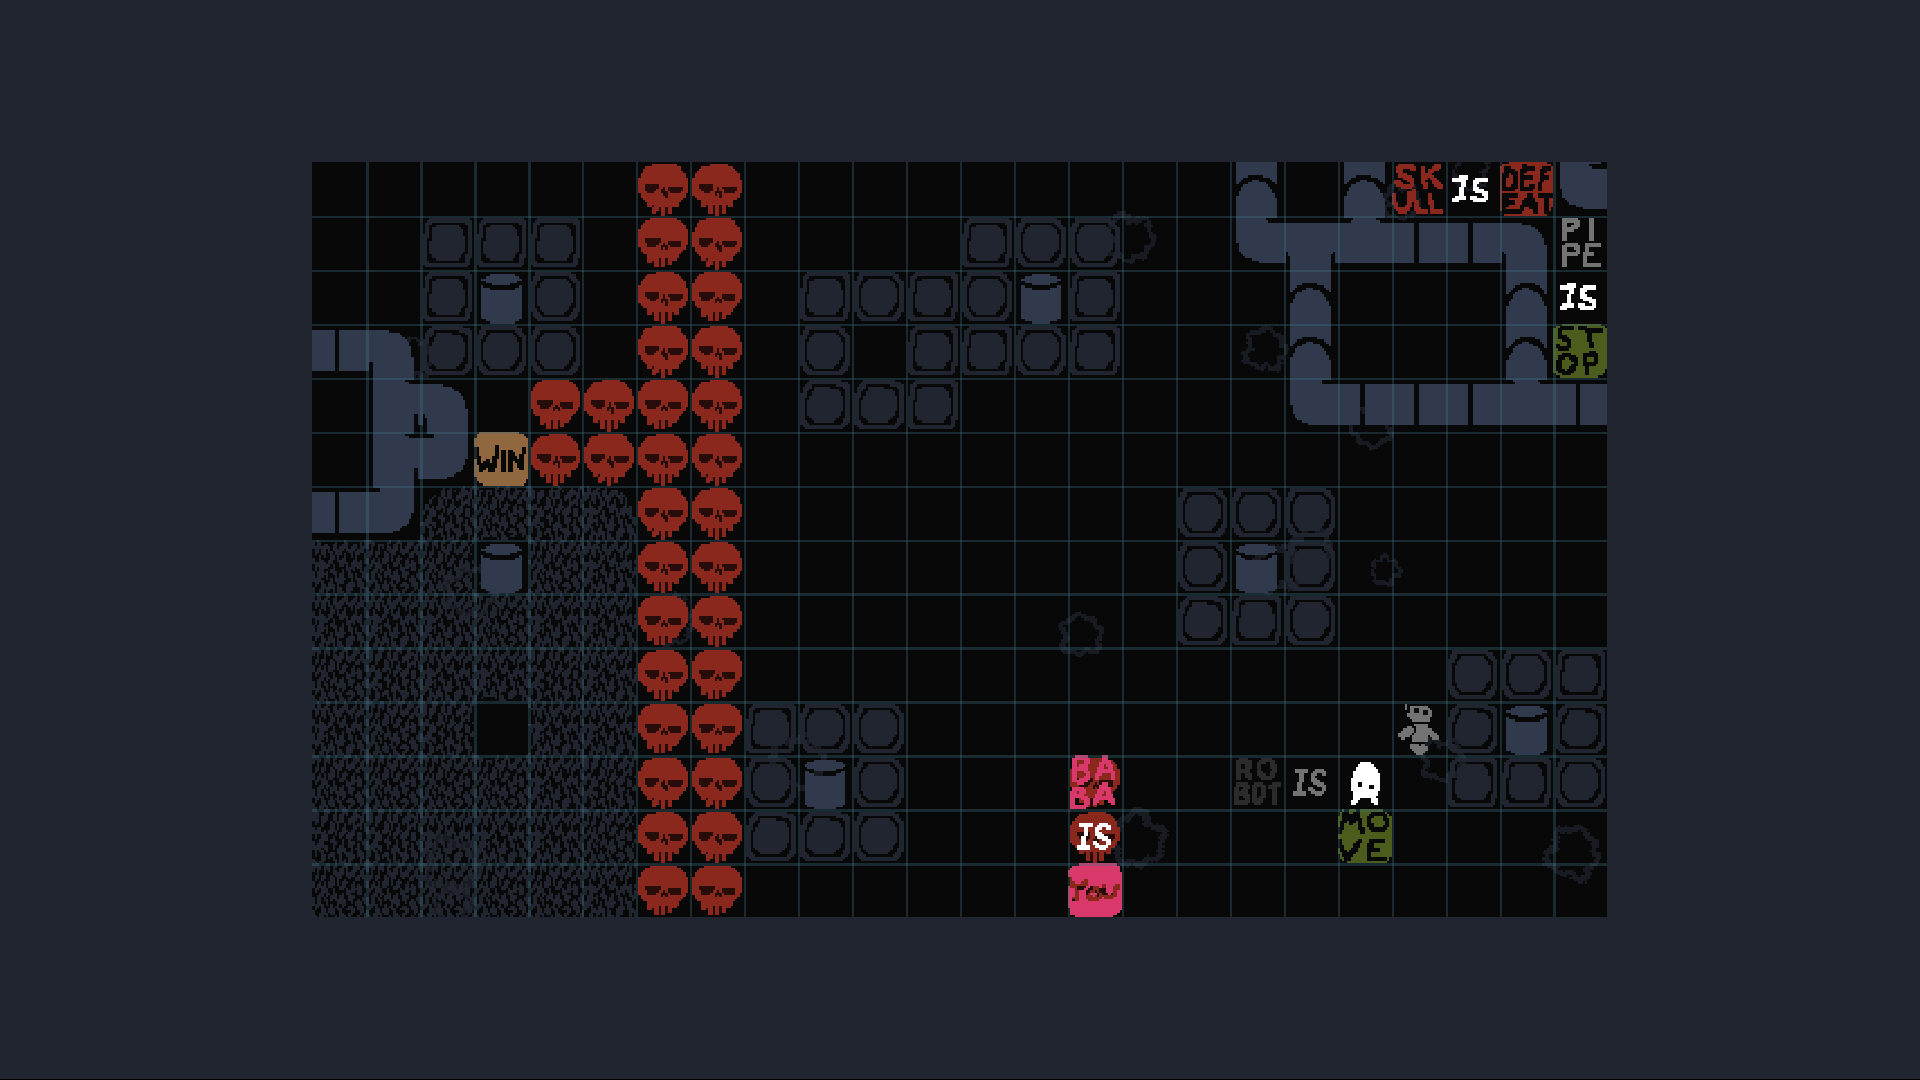 SKULL IS DEFEAT
PIPE
IS
STOP
WIN
BABA
IS
YOU
ROBOT IS
MOVE